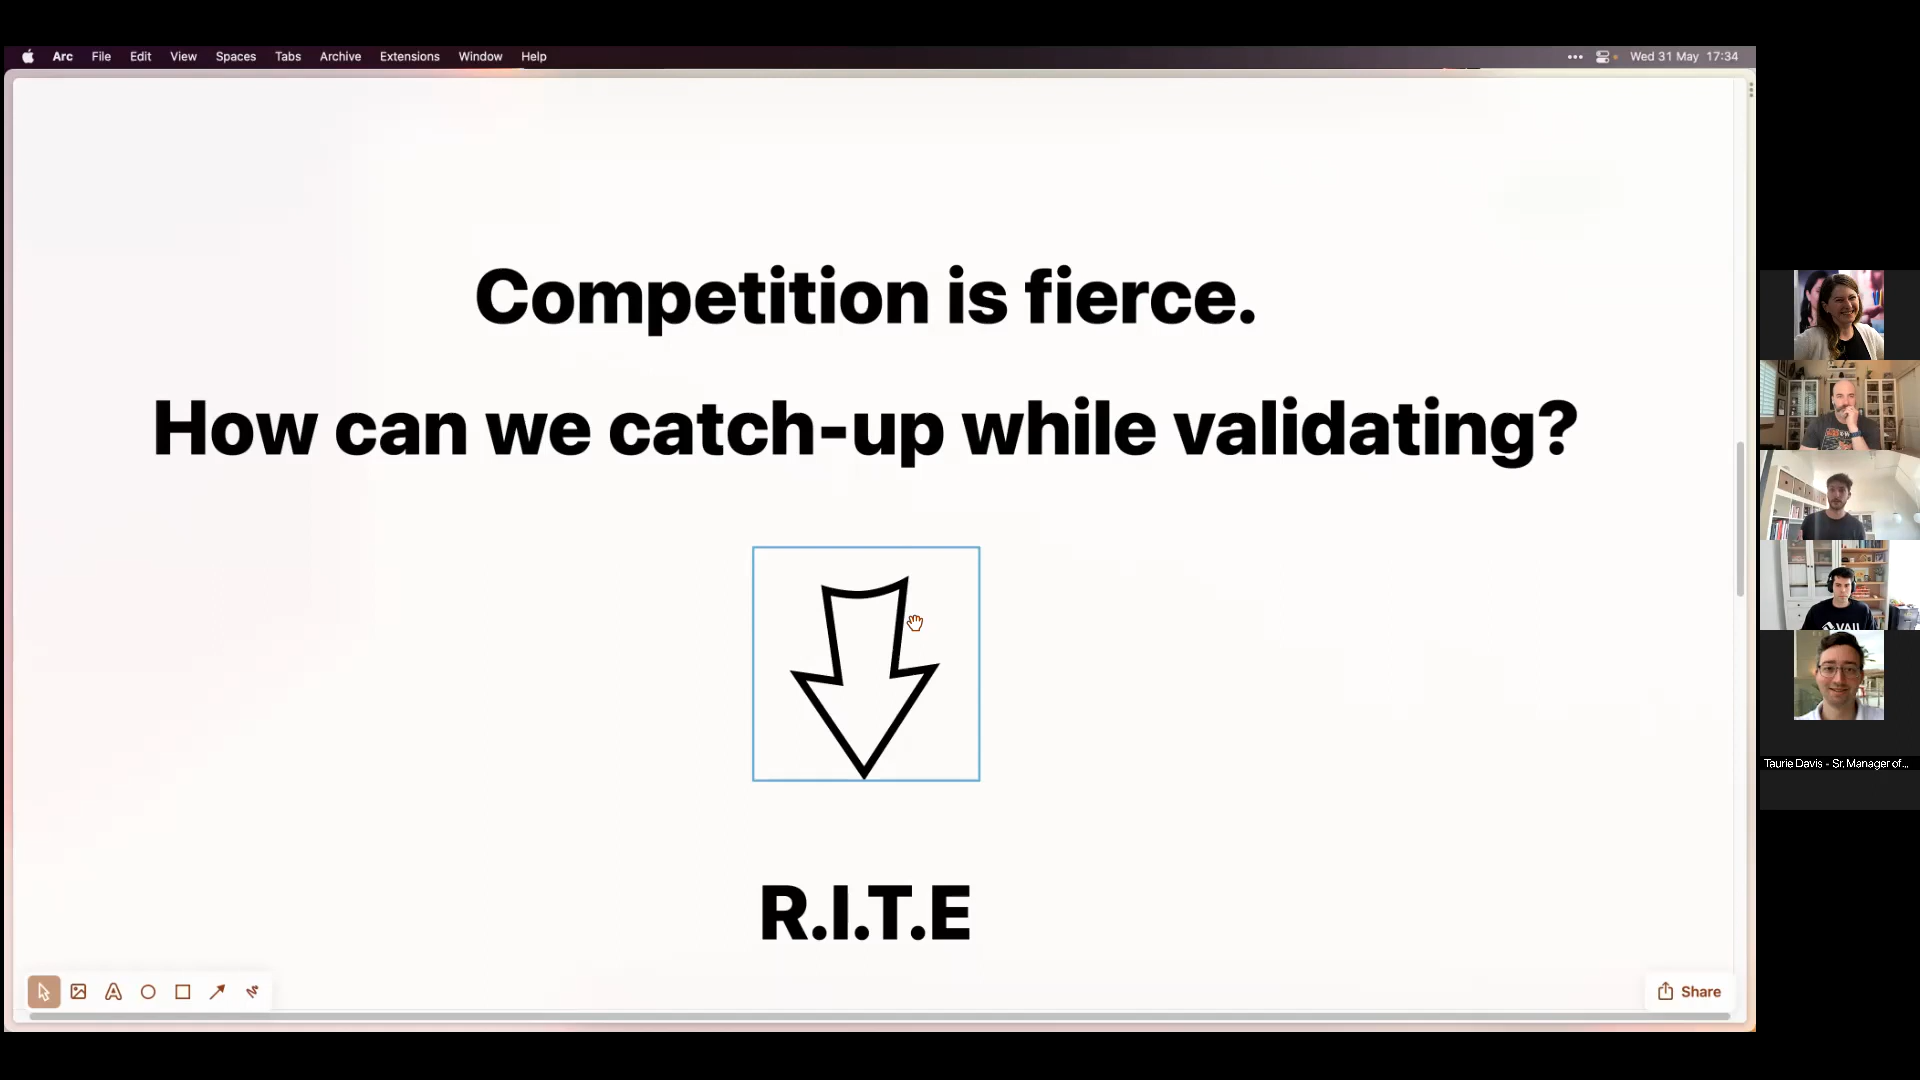 Arc File Edit View Spaces Tabs Archive Extensions Window Help
Wed 31 May 17:34
Competition is fierce.
How can we catch-up while validating?
R.I.T.E
Share
VAIL
Taurie Davis - Sr. Manager of...